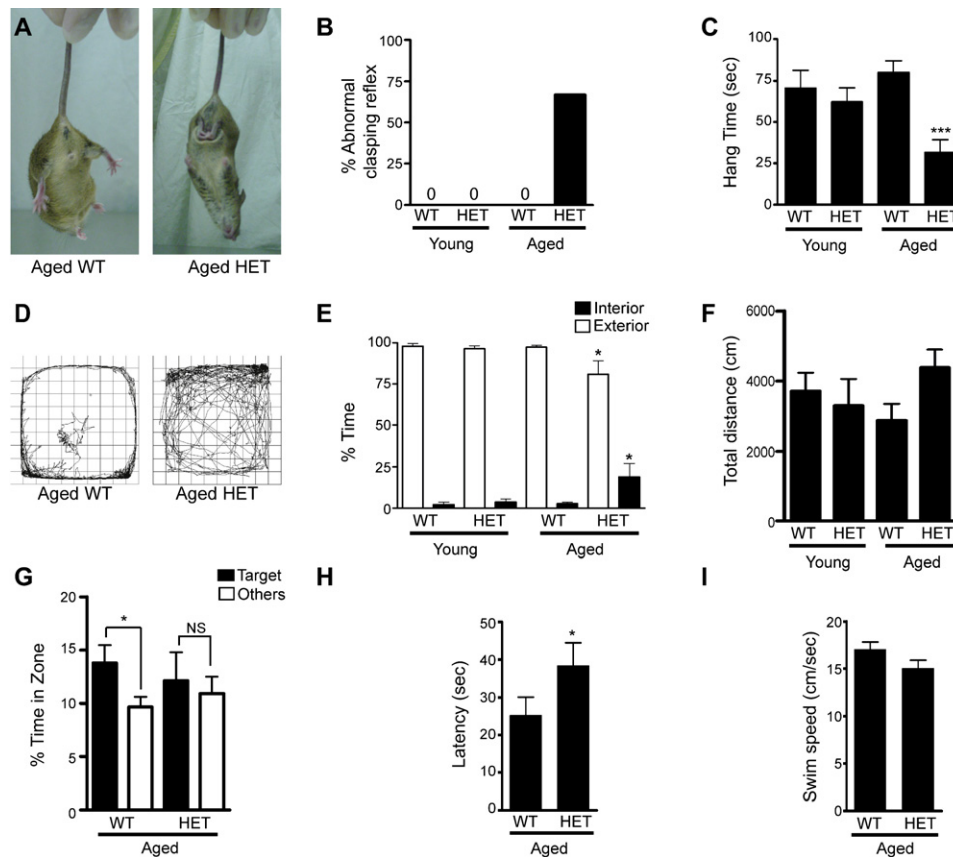 A
Aged WT
Aged HET
B
% Abnormal
clasping reflex
100
75
50
25
0
0
0
0
WT
HET
WT
HET
Young
Aged
C
Hang Time (sec)
100
75
50
25
0
***
WT
HET
WT
HET
Young
Aged
D
Aged WT
Aged HET
E
Interior
Exterior
% Time
100
75
50
25
0
*
*
WT
HET
WT
HET
Young
Aged
F
Total distance (cm)
6000
4000
2000
0
WT
HET
WT
HET
Young
Aged
G
Target
Others
% Time in Zone
20
15
10
5
0
*
NS
WT
HET
Aged
H
Latency (sec)
50
40
30
20
10
0
*
WT
HET
Aged
I
Swim speed (cm/sec)
20
15
10
15
0
WT
HET
Aged